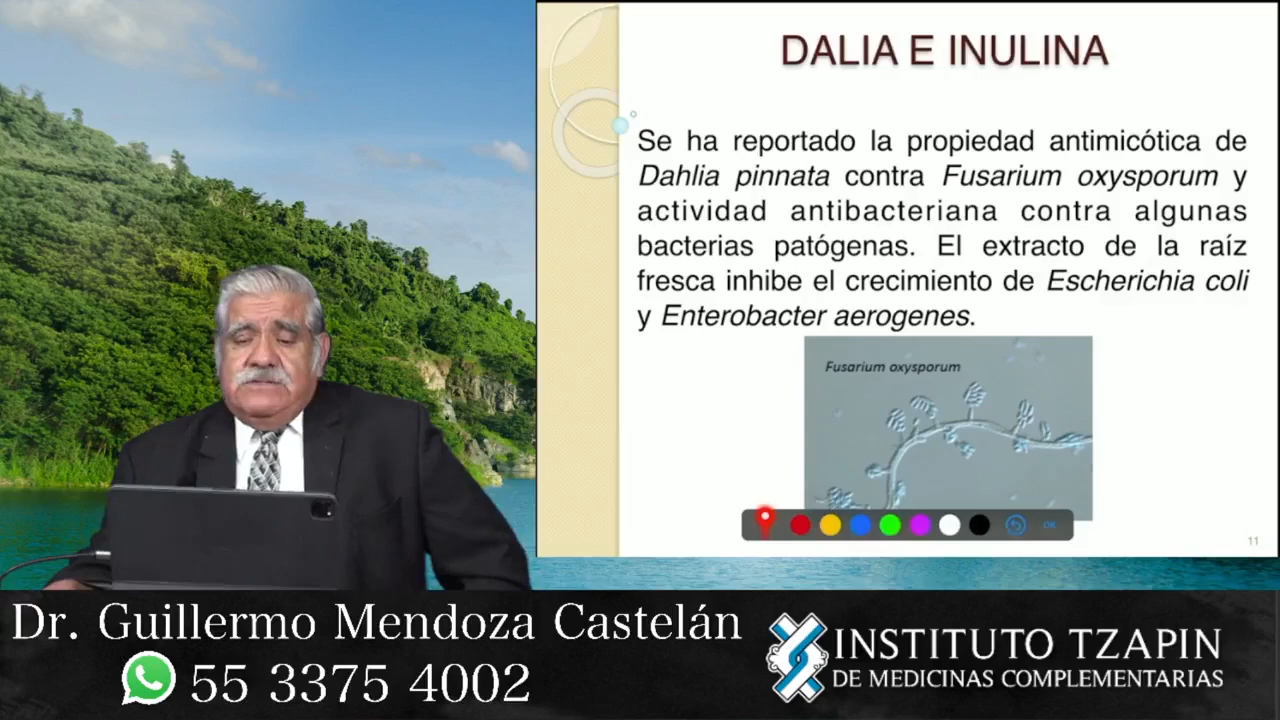 DALIA E INULINA
Se ha reportado la propiedad antimicótica de
Dahlia pinnata contra Fusarium oxysporum y
actividad antibacteriana contra algunas
bacterias patógenas. El extracto de la raíz
fresca inhibe el crecimiento de Escherichia coli
y Enterobacter aerogenes.
Fusarium oxysporum
OK
11
Dr. Guillermo Mendoza Castelán
55 3375 4002
INSTITUTO TZAPIN
DE MEDICINAS COMPLEMENTARIAS